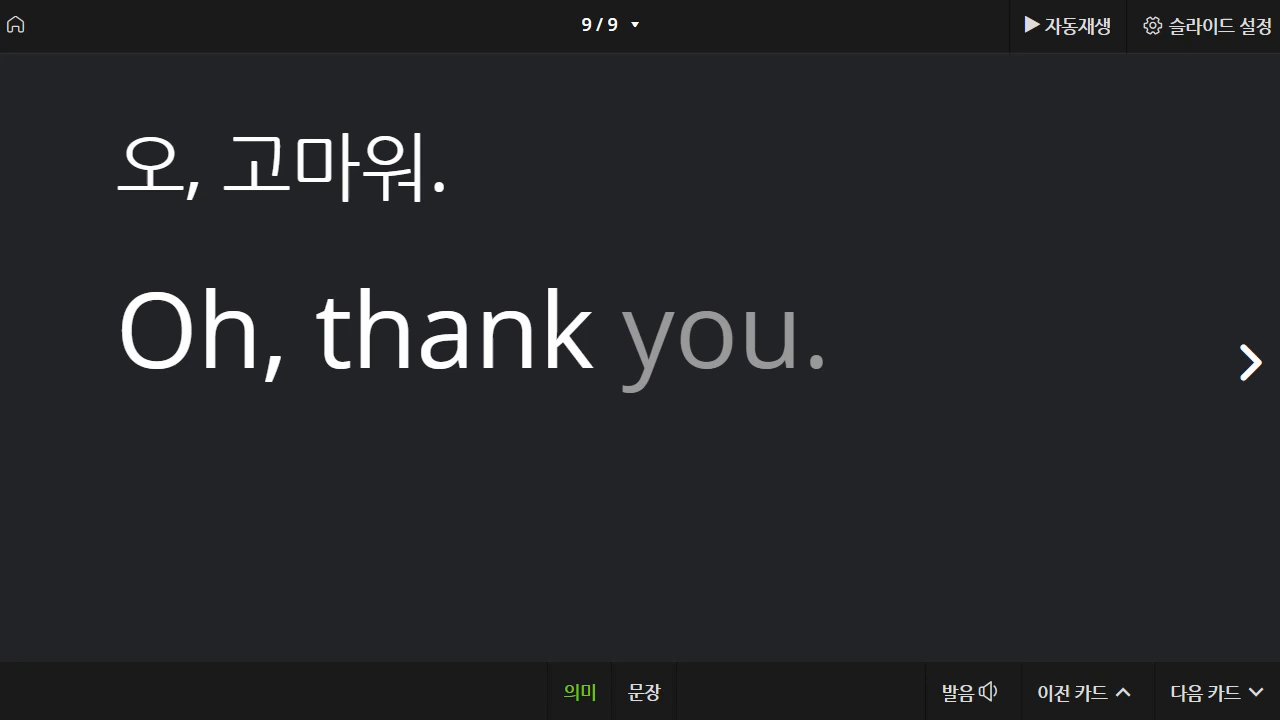 9 / 9
자동재생
슬라이드 설정
오, 고마워.
Oh, thank you.
의미
문장
발음
이전 카드
다음 카드